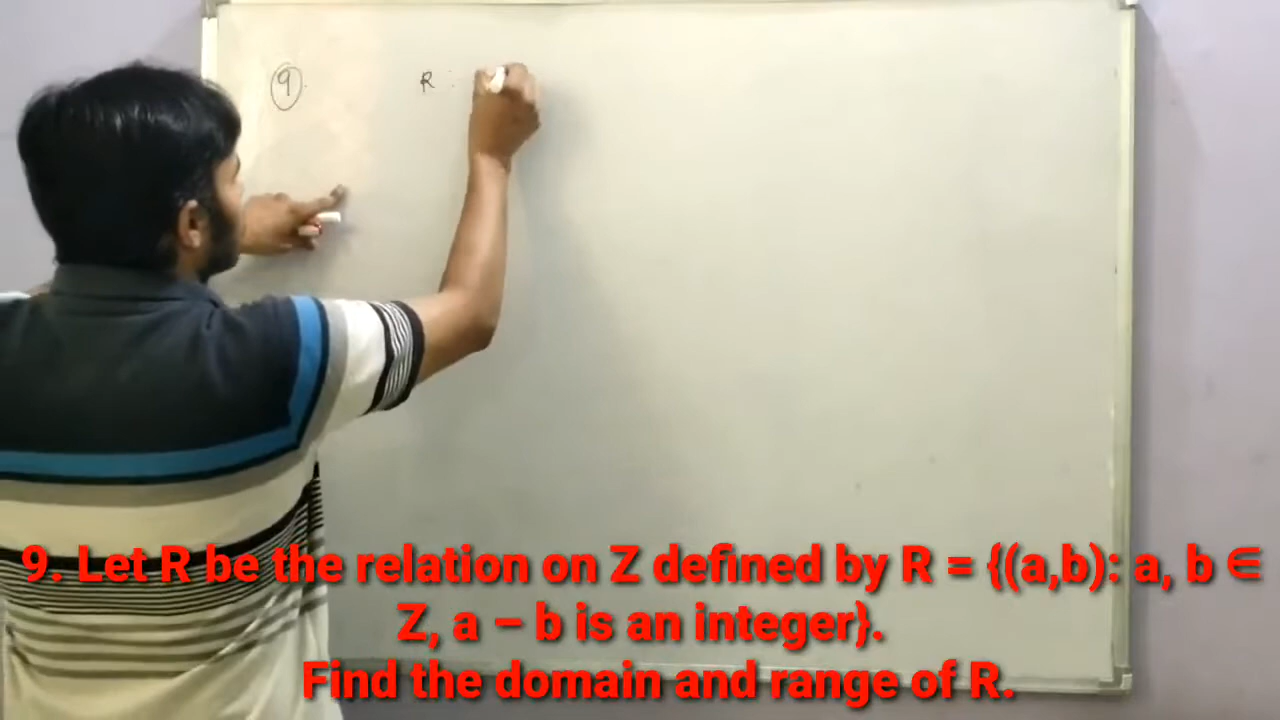 9.
R :
9. Let R be the relation on Z defined by R = {(a,b): a, b ∈
Z, a – b is an integer}.
Find the domain and range of R.